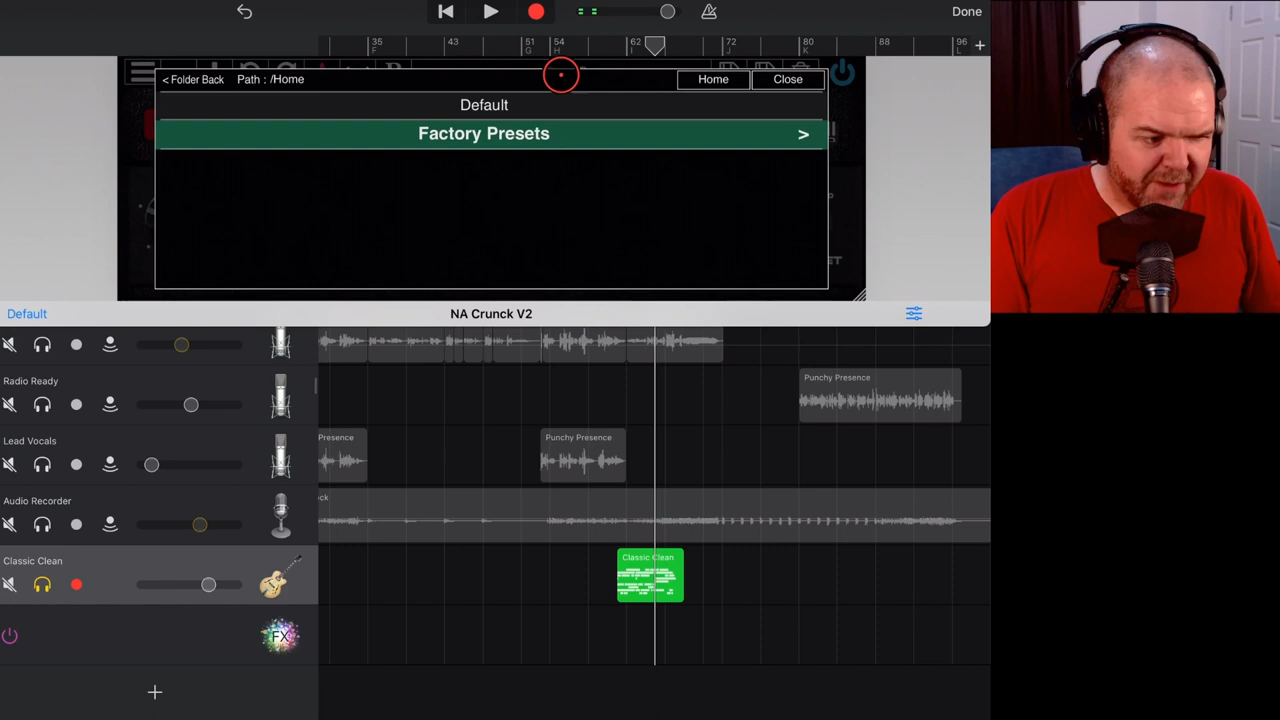 Done
35 43 51 54 62 72 80 88 96
F G H I J K L
< Folder Back Path : /Home Home Close
Default
Factory Presets >
Default NA Crunck V2
Radio Ready
Punchy Presence
Lead Vocals
Presence
Punchy Presence
Audio Recorder
ck
Classic Clean
Classic Clean
FX